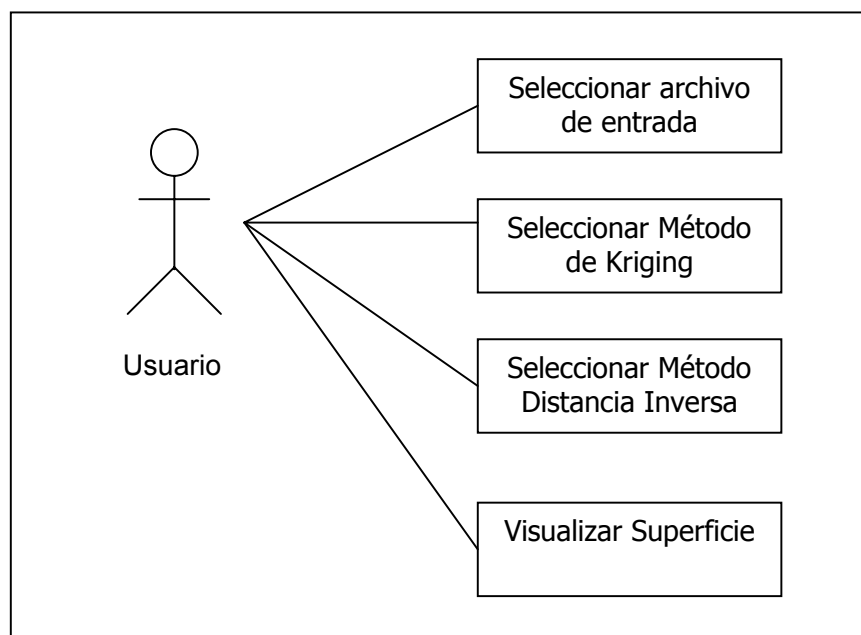 Seleccionar archivo
de entrada
Seleccionar Método
de Kriging
Usuario
Seleccionar Método
Distancia Inversa
Visualizar Superficie